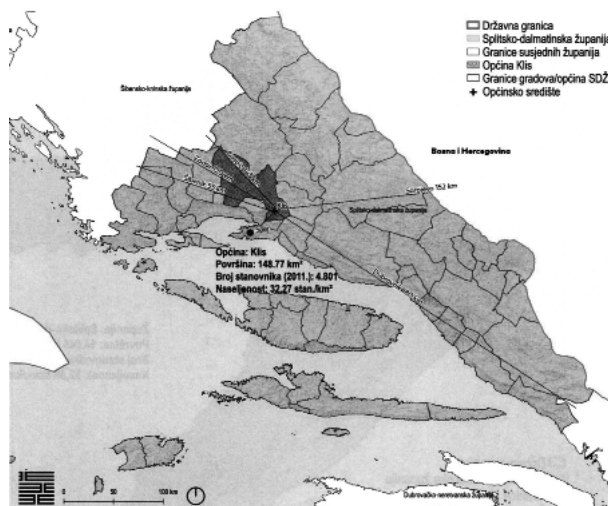 Državna granica
Splitsko-dalmatinska županija
Granice susjednih županija
Općina Klis
Granice gradova/općina SDŽ
Općinsko središte
Šibensko-kninska županija
Bosna i Hercegovina
Splitsko-dalmatinska županija
Općina: Klis
Površina: 148.77 km²
Broj stanovnika (2011.): 4.801
Naseljenost: 32,27 stan./km²
0 50 100 km
Dubrovačko-neretvanska županija